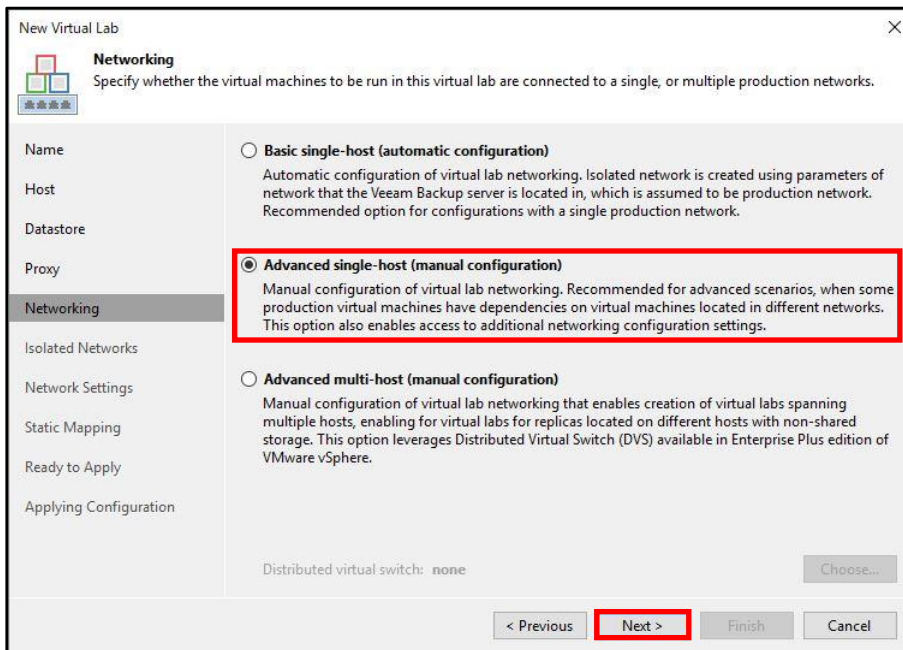 New Virtual Lab
Networking
Specify whether the virtual machines to be run in this virtual lab are connected to a single, or multiple production networks.
Name
Host
Datastore
Proxy
Networking
Isolated Networks
Network Settings
Static Mapping
Ready to Apply
Applying Configuration
Basic single-host (automatic configuration)
Automatic configuration of virtual lab networking. Isolated network is created using parameters of
network that the Veeam Backup server is located in, which is assumed to be production network.
Recommended option for configurations with a single production network.
Advanced single-host (manual configuration)
Manual configuration of virtual lab networking. Recommended for advanced scenarios, when some
production virtual machines have dependencies on virtual machines located in different networks.
This option also enables access to additional networking configuration settings.
Advanced multi-host (manual configuration)
Manual configuration of virtual lab networking that enables creation of virtual labs spanning
multiple hosts, enabling for virtual labs for replicas located on different hosts with non-shared
storage. This option leverages Distributed Virtual Switch (DVS) available in Enterprise Plus edition of
VMware vSphere.
Distributed virtual switch: none
Choose...
< Previous
Next >
Finish
Cancel